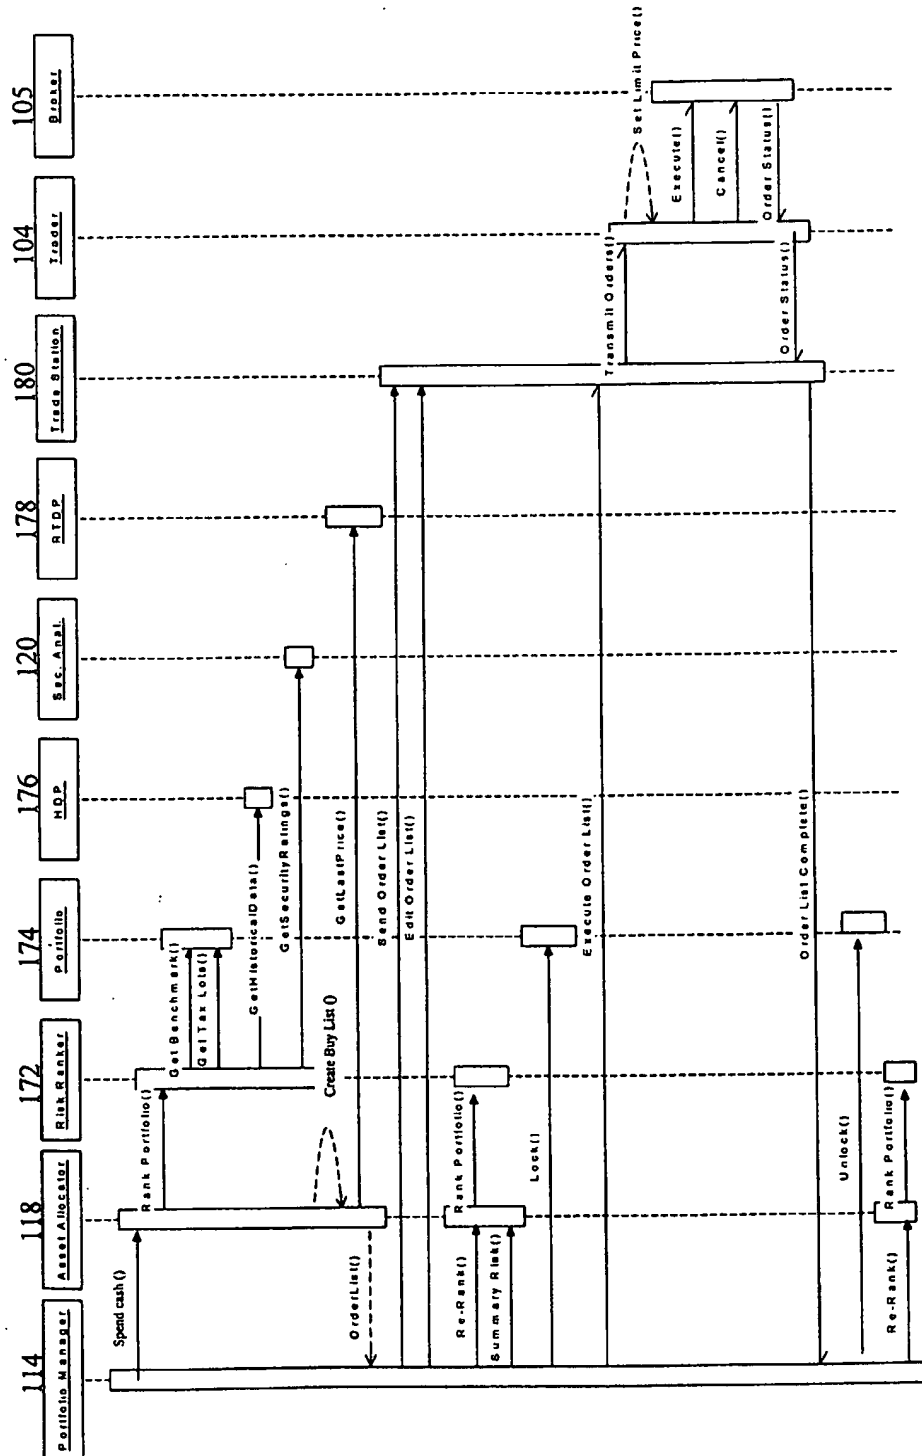 114
Portfolio Manager
118
Asset Allocator
172
Risk Ranker
174
Portfolio
176
HDP
120
Sec. Anal.
178
RTDP
180
Trade Station
104
Trader
105
Broker
Spend cash ()
Rank Portfolio()
Get Benchmark()
Get Tax Lots()
GetHistoricalData()
GetSecurityRatings()
Create Buy List ()
GetLastPrice()
OrderList()
Send Order List()
Edit Order List()
Re-Rank()
Rank Portfolio()
Summary Risk()
Lock()
Execute Order List()
Transmit Orders()
Set Limit Price()
Execute()
Cancel()
Order Status()
Order Status()
Order List Complete()
Unlock()
Re-Rank()
Rank Portfolio()